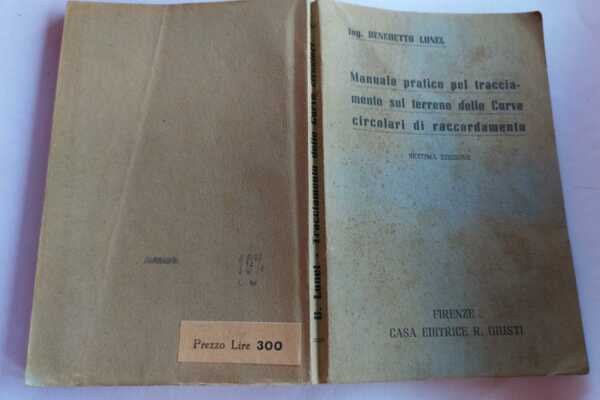 Ing. BENEDETTO LUNEL
Manuale pratico pel traccia-
mento sul terreno delle Curve
circolari di raccordamento
SETTIMA EDIZIONE
FIRENZE
CASA EDITRICE R. GIUSTI
B. Lunel - Tracciamento delle Curve circolari
Prezzo Lire 300